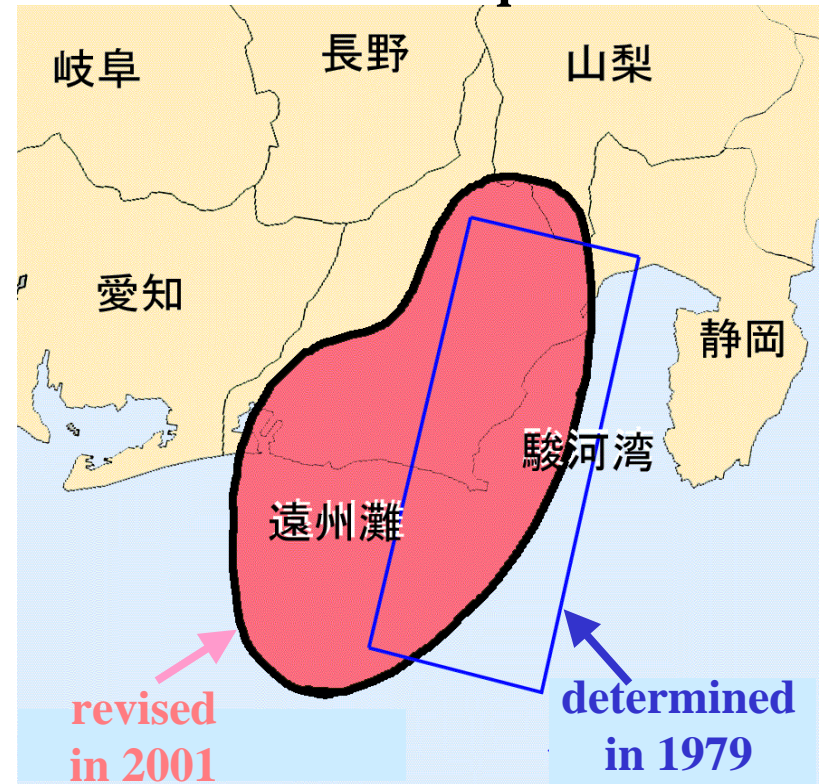 岐阜
長野
山梨
愛知
静岡
駿河湾
遠州灘
revised
in 2001
determined
in 1979